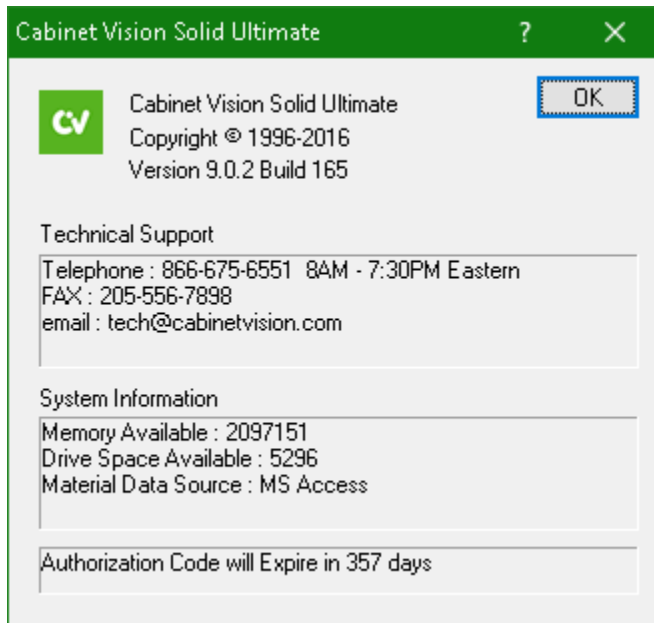 Cabinet Vision Solid Ultimate ? ×
OK
CV Cabinet Vision Solid Ultimate
Copyright © 1996-2016
Version 9.0.2 Build 165
Technical Support
Telephone : 866-675-6551 8AM - 7:30PM Eastern
FAX : 205-556-7898
email : tech@cabinetvision.com
System Information
Memory Available : 2097151
Drive Space Available : 5296
Material Data Source : MS Access
Authorization Code will Expire in 357 days